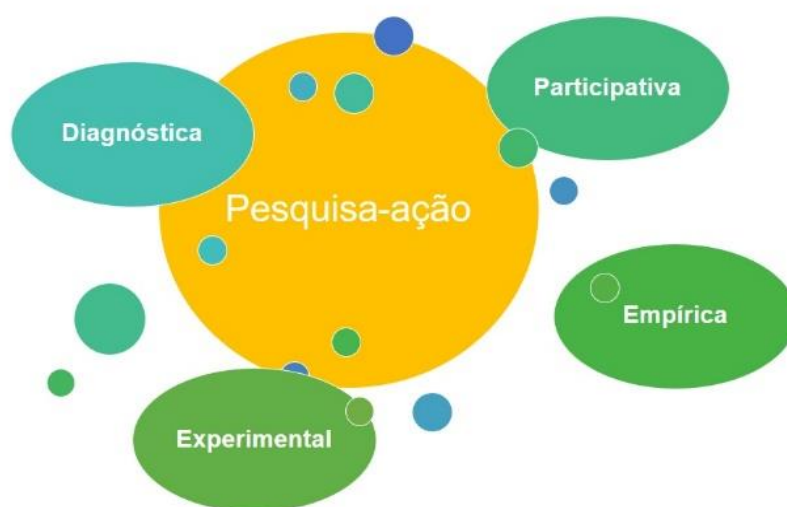 Participativa
Diagnóstica
Pesquisa-ação
Empírica
Experimental